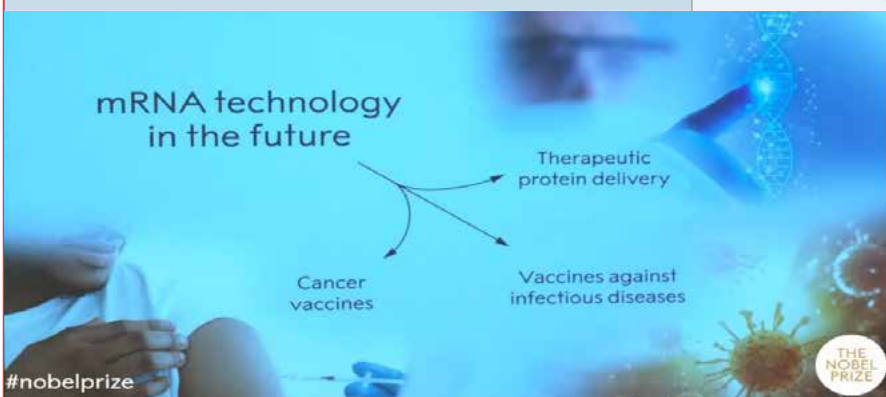 mRNA technology
in the future
Therapeutic
protein delivery
Cancer
vaccines
Vaccines against
infectious diseases
#nobelprize
THE
NOBEL
PRIZE